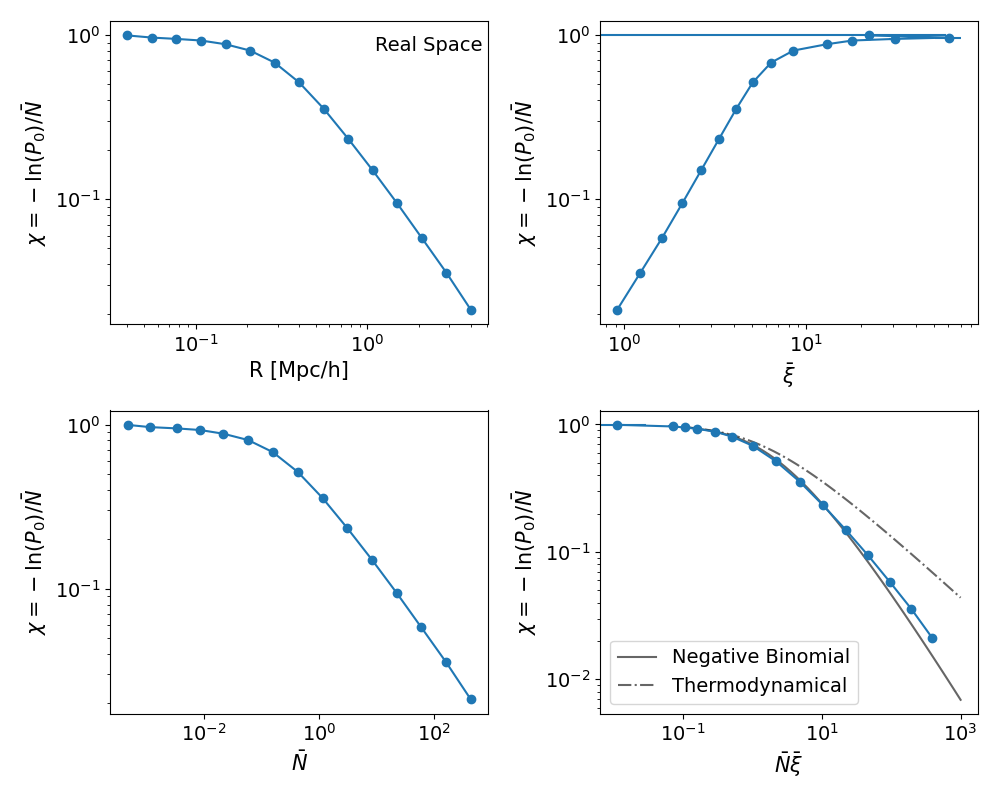 10⁰
10⁻¹
χ = − ln(P₀)/N̄
Real Space
10⁻¹
10⁰
R [Mpc/h]
10⁰
10⁻¹
χ = − ln(P₀)/N̄
10⁰
10¹
ξ̄
10⁰
10⁻¹
χ = − ln(P₀)/N̄
10⁻²
10⁰
10²
N̄
10⁰
10⁻¹
10⁻²
χ = − ln(P₀)/N̄
Negative Binomial
Thermodynamical
10⁻¹
10¹
10³
N̄ξ̄